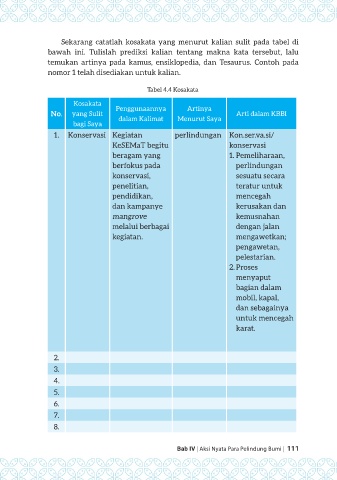 Sekarang catatlah kosakata yang menurut kalian sulit pada tabel di
bawah ini. Tulislah prediksi kalian tentang makna kata tersebut, lalu
temukan artinya pada kamus, ensiklopedia, dan Tesaurus. Contoh pada
nomor 1 telah disediakan untuk kalian.
Tabel 4.4 Kosakata
No.
Kosakata
yang Sulit
bagi Saya
Penggunaannya
dalam Kalimat
Artinya
Menurut Saya
Arti dalam KBBI
1.
Konservasi
Kegiatan
KeSEMaT begitu
beragam yang
berfokus pada
konservasi,
penelitian,
pendidikan,
dan kampanye
mangrove
melalui berbagai
kegiatan.
perlindungan
Kon.ser.va.si/
konservasi
1. Pemeliharaan,
perlindungan
sesuatu secara
teratur untuk
mencegah
kerusakan dan
kemusnahan
dengan jalan
mengawetkan;
pengawetan,
pelestarian.
2. Proses
menyaput
bagian dalam
mobil, kapal,
dan sebagainya
untuk mencegah
karat.
2.
3.
4.
5.
6.
7.
8.
Bab IV | Aksi Nyata Para Pelindung Bumi | 111